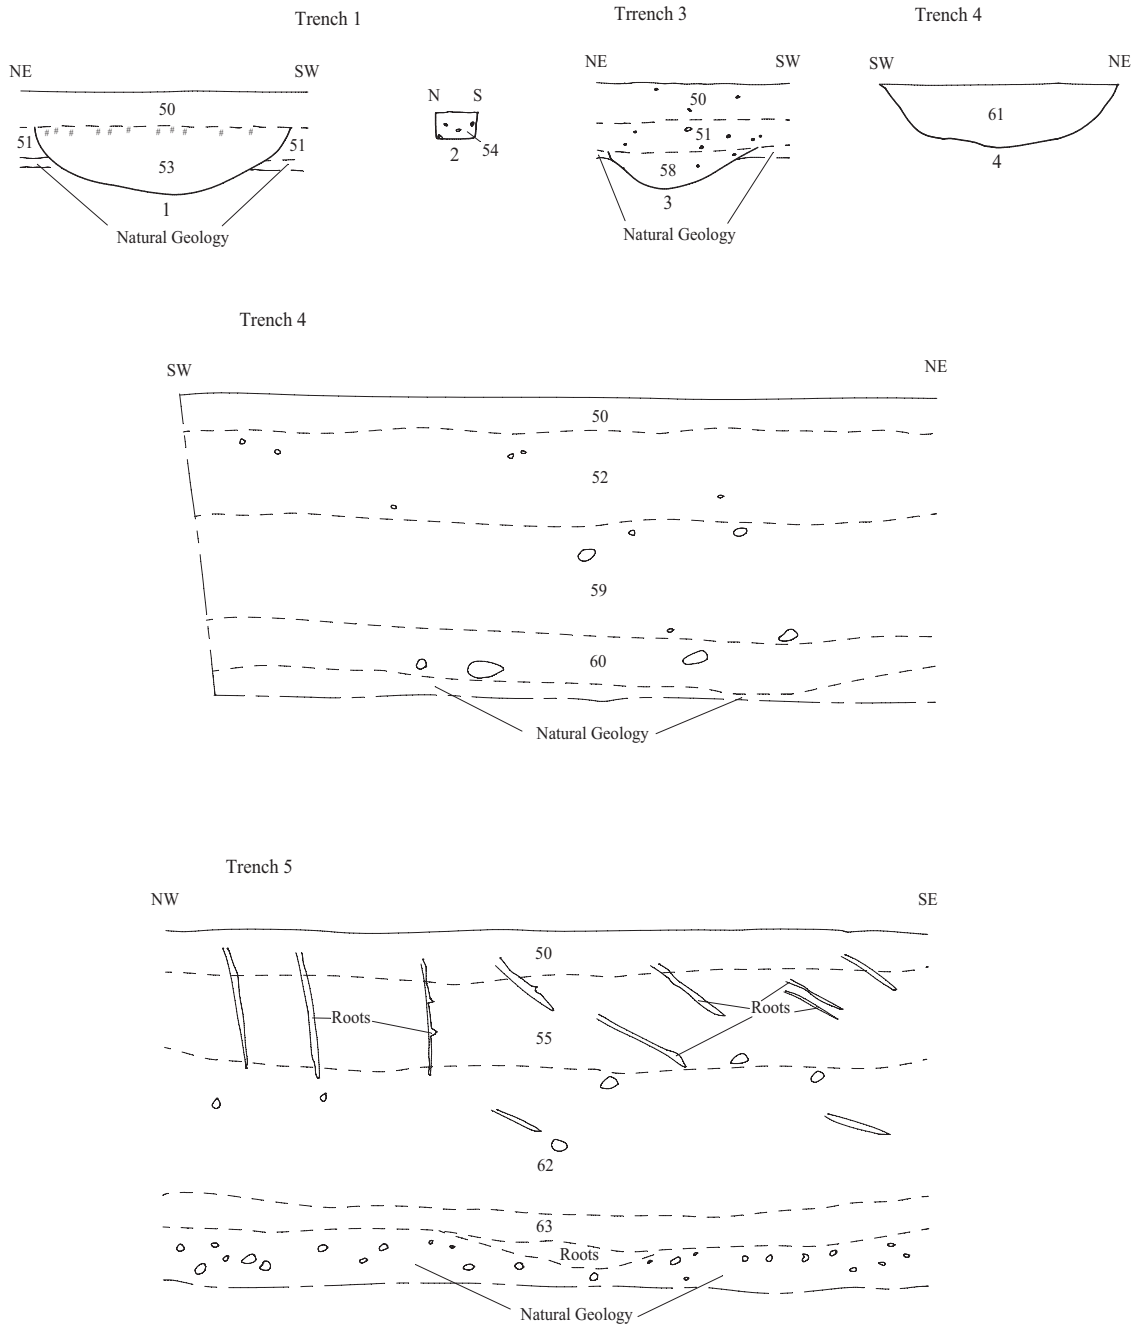 Trench 1
Trrench 3
Trench 4
NE
SW
NE
SW
SW
NE
N
S
50
50
51
51
51
61
53
54
2
58
4
1
3
Natural Geology
Natural Geology
Trench 4
SW
NE
50
52
59
60
Natural Geology
Trench 5
NW
SE
50
Roots
Roots
55
62
63
Roots
Natural Geology